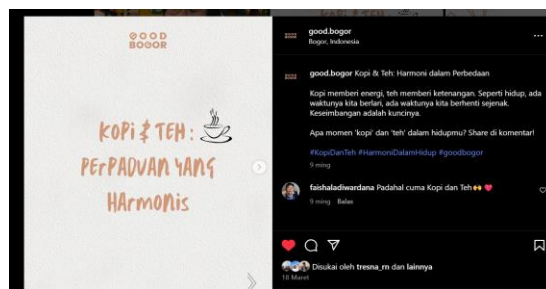 GOOD
BOGOR
KOPI & TEH:
PERPADUAN YANG
HARMONIS
good.bogor
Bogor, Indonesia
good.bogor Kopi & Teh: Harmoni dalam Perbedaan
Kopi memberi energi, teh memberi ketenangan. Seperti hidup, ada
waktunya kita berlari, ada waktunya kita berhenti sejenak.
Keseimbangan adalah kuncinya.
Apa momen 'kopi' dan 'teh' dalam hidupmu? Share di komentar!
#KopiDanTeh #HarmoniDalamHidup #goodbogor
9 ming
faishaladiwardana Padahal cuma Kopi dan Teh🙌 💗
9 ming Balas
Disukai oleh tresna_rn dan lainnya
18 Maret